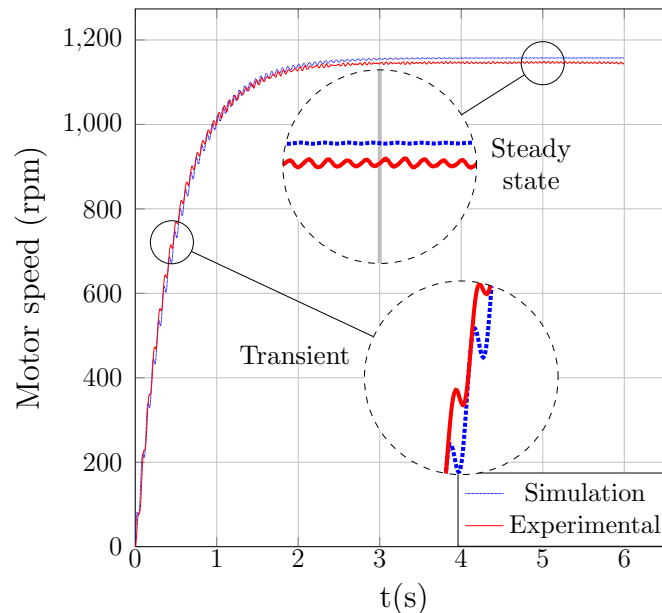 1,200
1,000
800
600
400
200
0
Motor speed (rpm)
Steady
state
Transient
Simulation
Experimental
0 1 2 3 4 5 6
t(s)